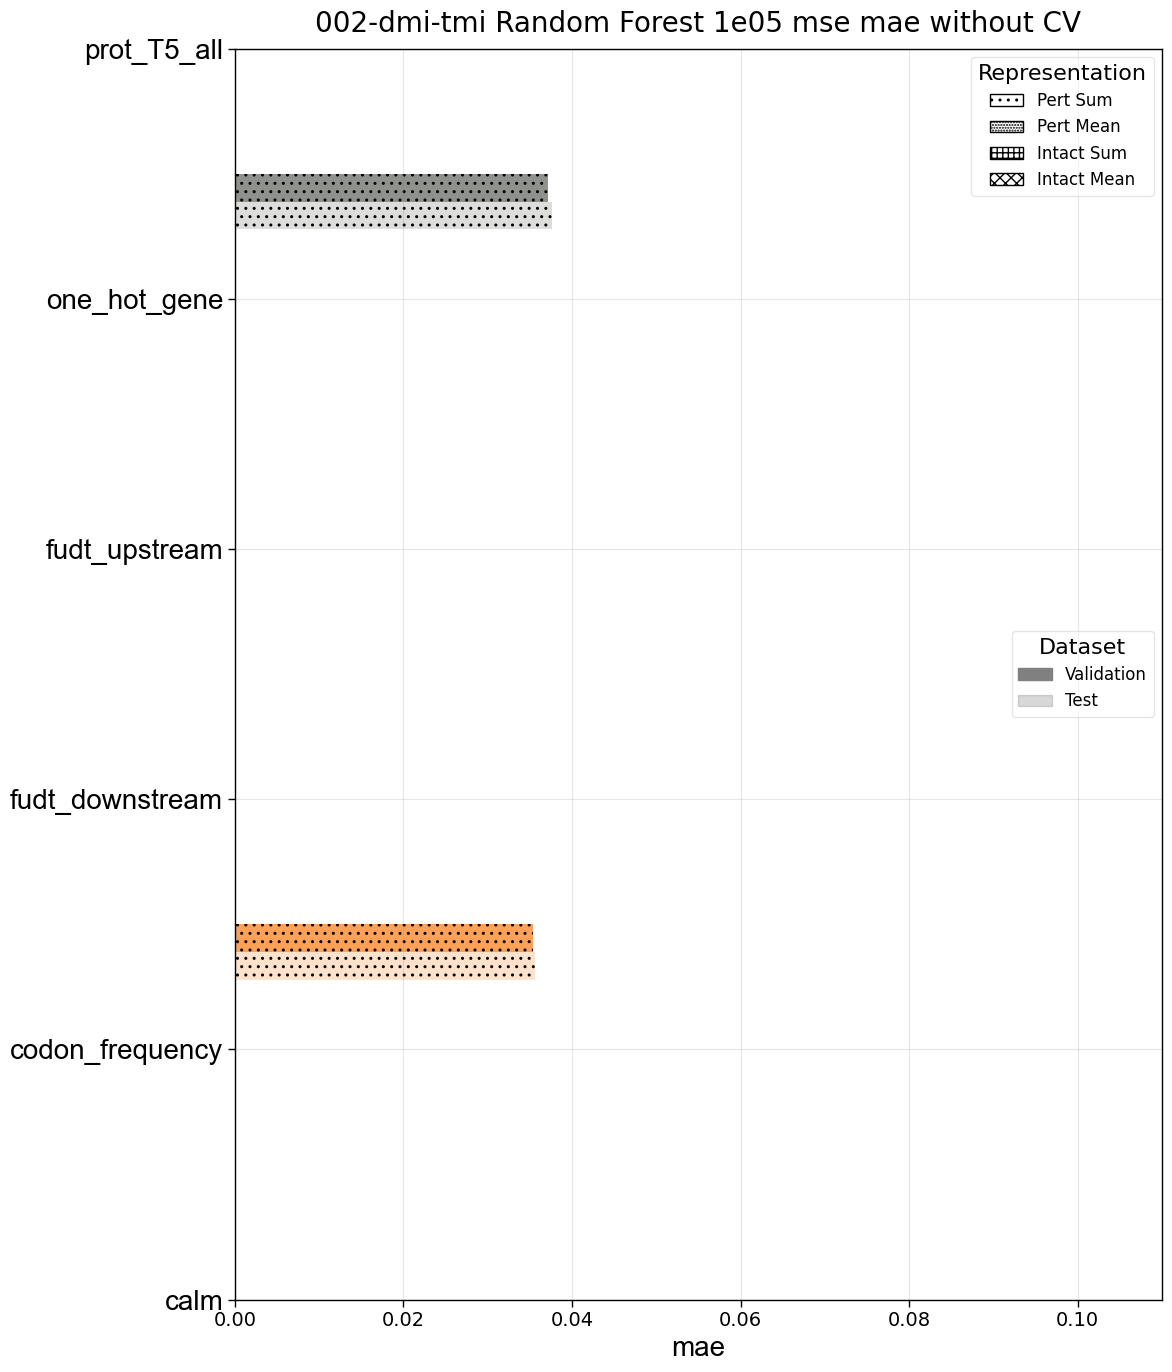 002-dmi-tmi Random Forest 1e05 mse mae without CV
prot_T5_all
one_hot_gene
fudt_upstream
fudt_downstream
codon_frequency
calm
Representation
Pert Sum
Pert Mean
Intact Sum
Intact Mean
Dataset
Validation
Test
0.00 0.02 0.04 0.06 0.08 0.10
mae